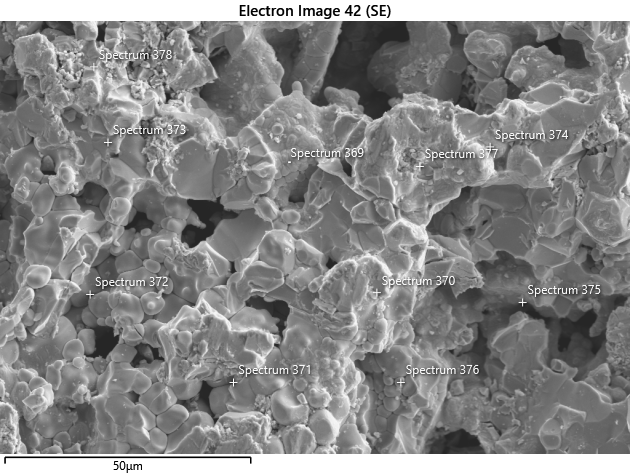 Electron Image 42 (SE)
Spectrum 378
Spectrum 373
Spectrum 374
Spectrum 369
Spectrum 377
Spectrum 372
Spectrum 370
Spectrum 375
Spectrum 371
Spectrum 376
50µm